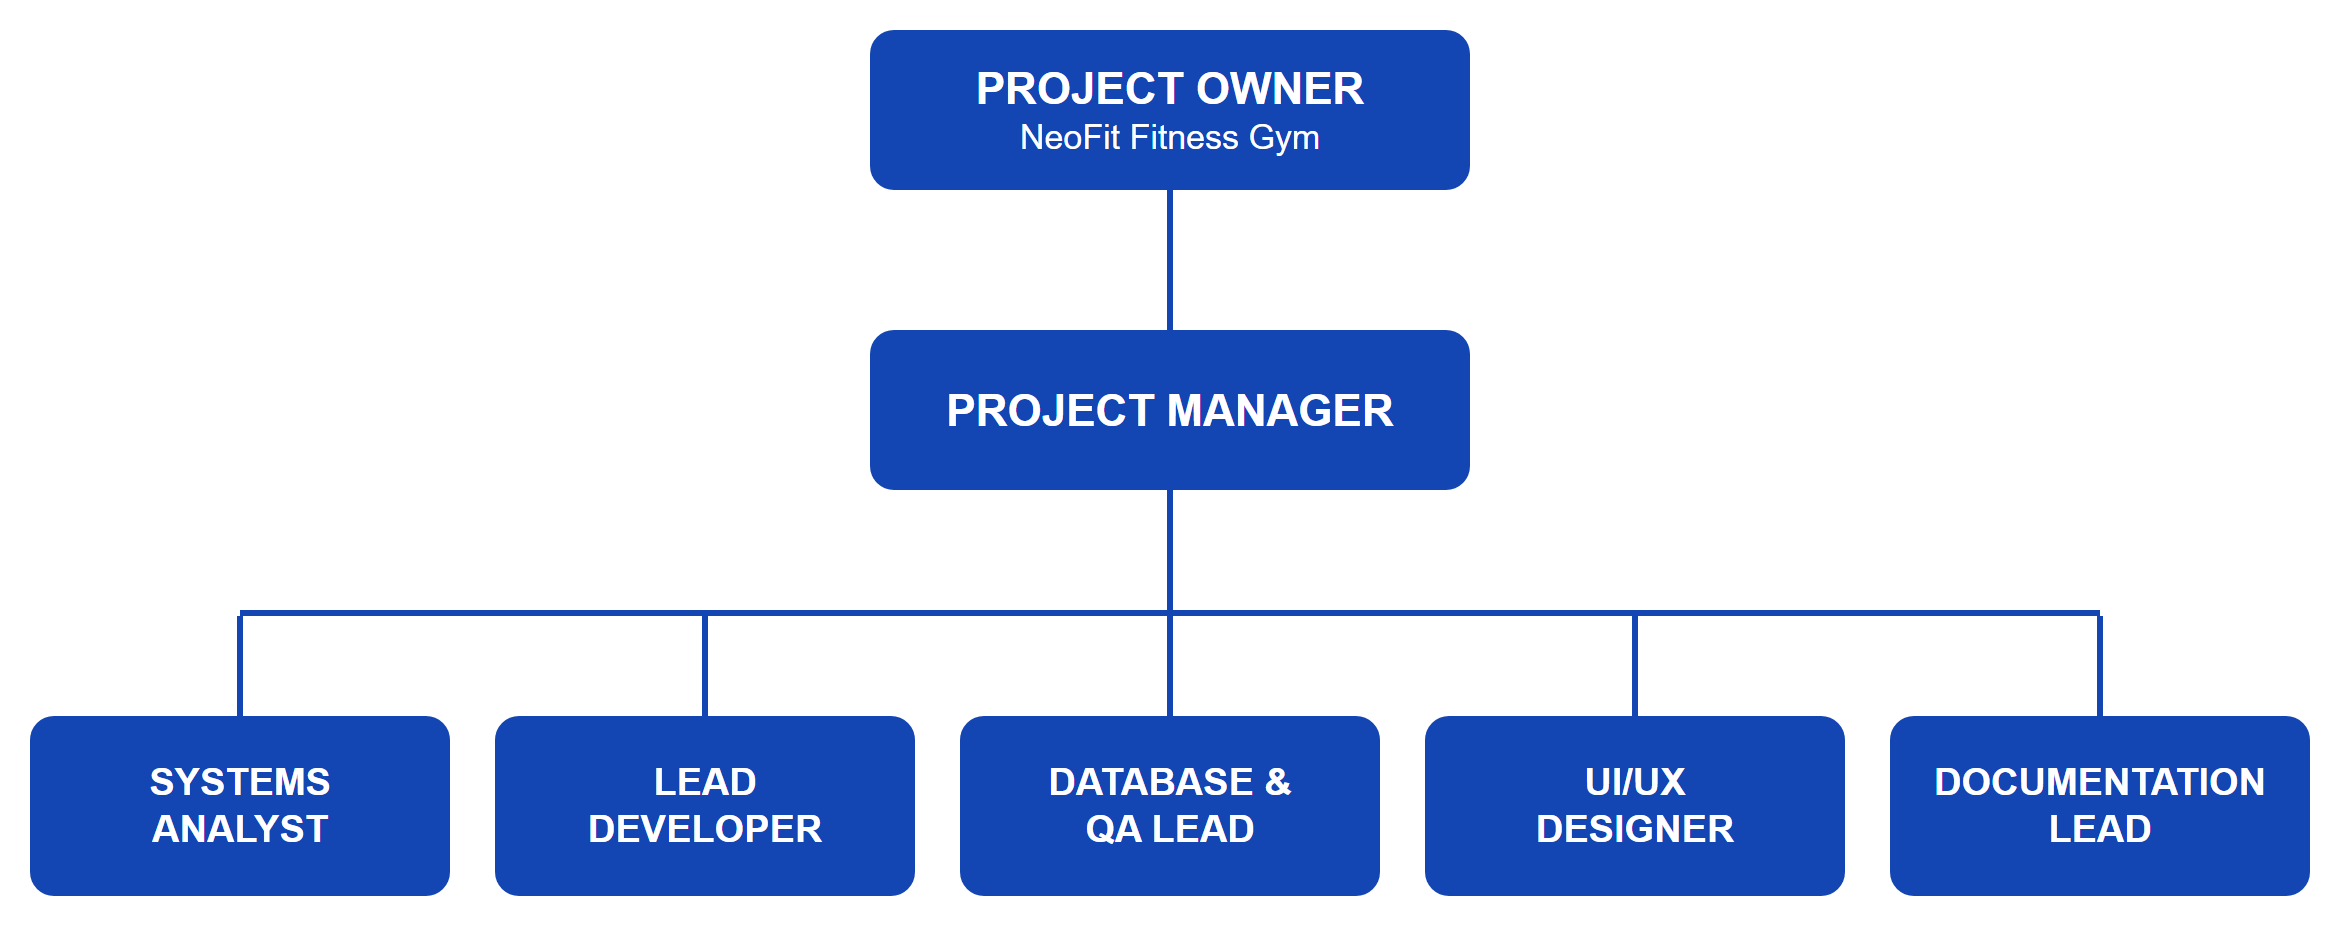 PROJECT OWNER
NeoFit Fitness Gym
PROJECT MANAGER
SYSTEMS
ANALYST
LEAD
DEVELOPER
DATABASE &
QA LEAD
UI/UX
DESIGNER
DOCUMENTATION
LEAD